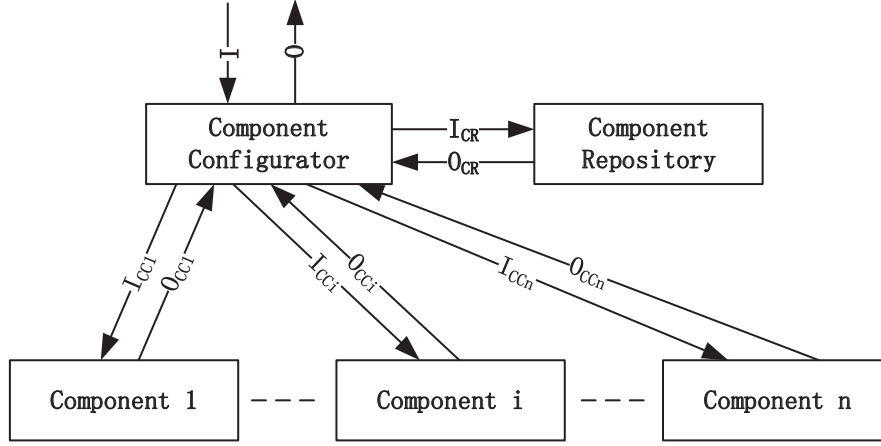 I
O
Component
Configurator
I_CR
O_CR
Component
Repository
I_CC1
O_CC1
I_CCi
O_CCi
I_CCn
O_CCn
Component 1
Component i
Component n